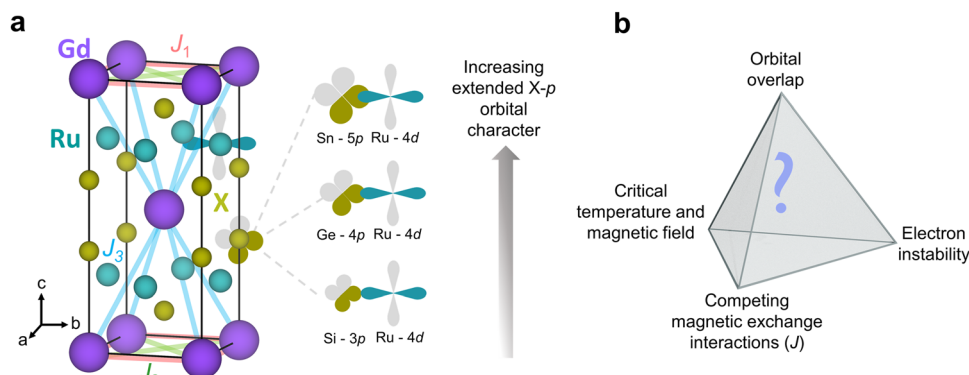 a
Gd
J1
Ru
X
J3
c
b
a
Sn - 5p Ru - 4d
Ge - 4p Ru - 4d
Si - 3p Ru - 4d
Increasing
extended X-p
orbital
character
b
Orbital
overlap
?
Critical
temperature and
magnetic field
Electron
instability
Competing
magnetic exchange
interactions (J)